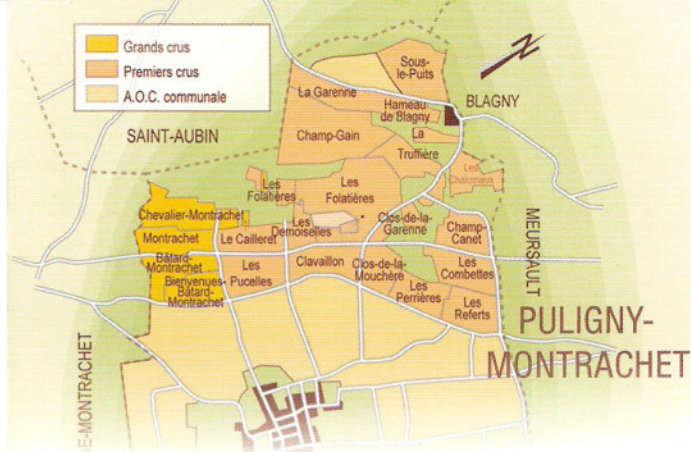 Grands crus
Premiers crus
A.O.C. communale
SAINT-AUBIN
Sous-
le-Puits
La Garenne
Hameau
de Blagny
BLAGNY
Champ-Gain
La
Truffière
Les
Chalumaux
Les
Folatières
Les
Folatières
Chevalier-Montrachet
Les
Demoiselles
Clos-de-la-
Garenne
Champ-
Canet
MEURSAULT
Montrachet
Le Cailleret
Bâtard-
Montrachet
Les
Pucelles
Clavaillon
Clos-de-la-
Mouchère
Les
Combettes
Bienvenues-
Bâtard-
Montrachet
Les
Perrières
Les
Referts
PULIGNY-
MONTRACHET
NE-MONTRACHET